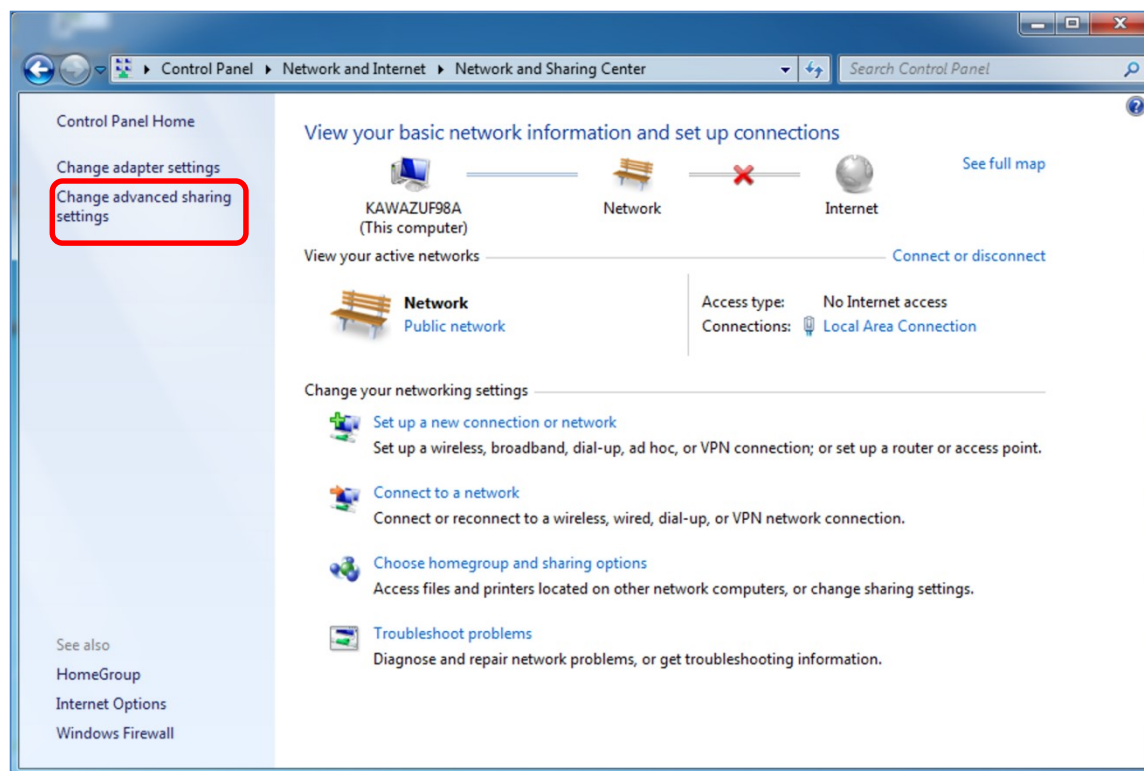 Control Panel ▸ Network and Internet ▸ Network and Sharing Center
Search Control Panel
Control Panel Home
Change adapter settings
Change advanced sharing
settings
See also
HomeGroup
Internet Options
Windows Firewall
View your basic network information and set up connections
See full map
KAWAZUF98A
(This computer)
Network
Internet
View your active networks
Connect or disconnect
Network
Public network
Access type: No Internet access
Connections: Local Area Connection
Change your networking settings
Set up a new connection or network
Set up a wireless, broadband, dial-up, ad hoc, or VPN connection; or set up a router or access point.
Connect to a network
Connect or reconnect to a wireless, wired, dial-up, or VPN network connection.
Choose homegroup and sharing options
Access files and printers located on other network computers, or change sharing settings.
Troubleshoot problems
Diagnose and repair network problems, or get troubleshooting information.